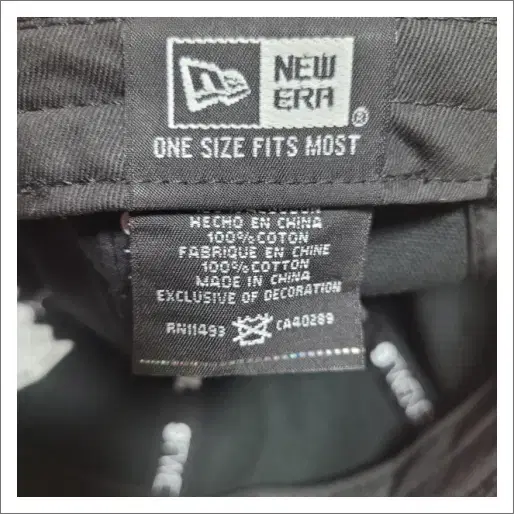 NEW
ERA
®
ONE SIZE FITS MOST
HECHO EN CHINA
100% COTON
FABRIQUE EN CHINE
100% COTTON
MADE IN CHINA
EXCLUSIVE OF DECORATION
RN11493 CA40289